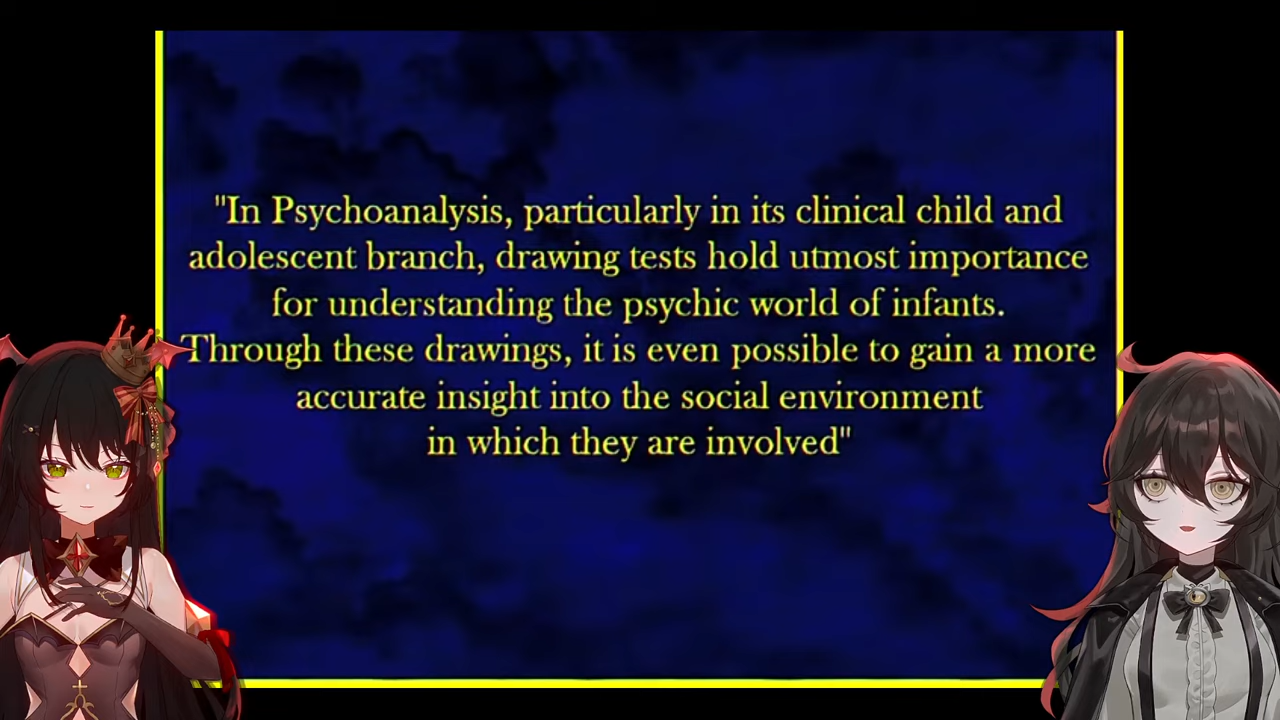 "In Psychoanalysis, particularly in its clinical child and
adolescent branch, drawing tests hold utmost importance
for understanding the psychic world of infants.
Through these drawings, it is even possible to gain a more
accurate insight into the social environment
in which they are involved"